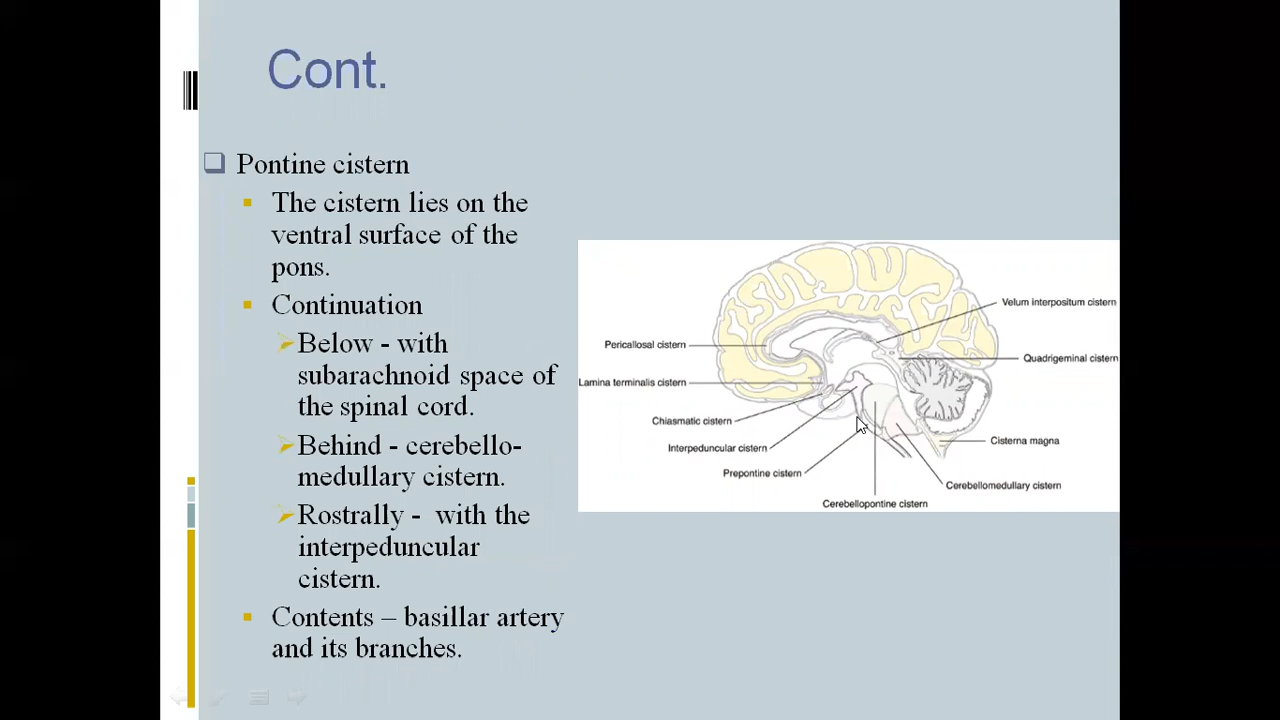 Cont.
Pontine cistern
The cistern lies on the
ventral surface of the
pons.
Continuation
Below - with
subarachnoid space of
the spinal cord.
Behind - cerebello-
medullary cistern.
Rostrally - with the
interpeduncular
cistern.
Contents – basillar artery
and its branches.
Velum interpositum cistern
Pericallosal cistern
Quadrigeminal cistern
Lamina terminalis cistern
Chiasmatic cistern
Cisterna magna
Interpeduncular cistern
Prepontine cistern
Cerebellomedullary cistern
Cerebellopontine cistern